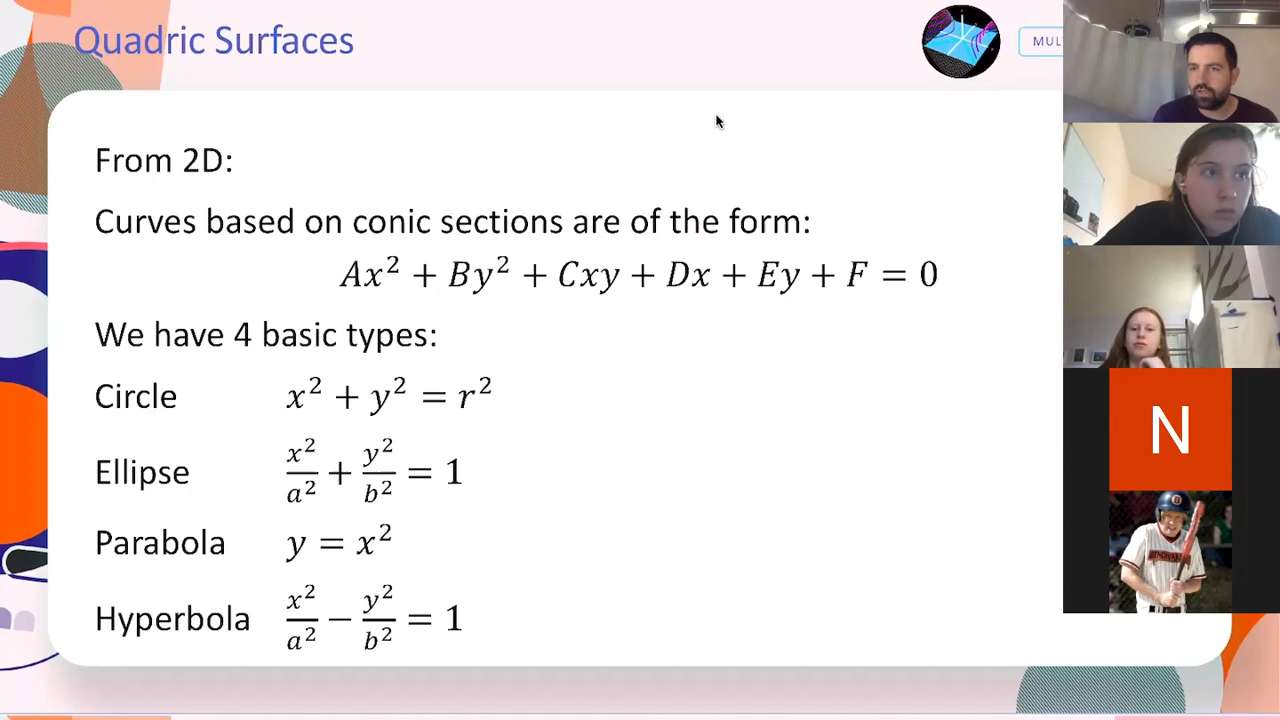 Quadric Surfaces
MUL
From 2D:
Curves based on conic sections are of the form:
Ax² + By² + Cxy + Dx + Ey + F = 0
We have 4 basic types:
Circle x² + y² = r²
Ellipse x²/a² + y²/b² = 1
Parabola y = x²
Hyperbola x²/a² − y²/b² = 1
N
B